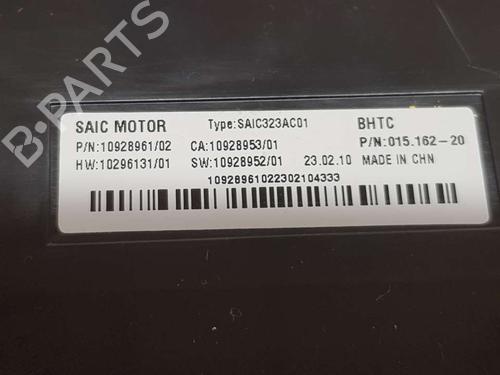 SAIC MOTOR Type:SAIC323AC01 BHTC
P/N:10928961/02 CA:10928953/01 P/N:015.162-20
HW:10296131/01 SW:10928952/01 23.02.10 MADE IN CHN
10928961022302104333
B-PARTS